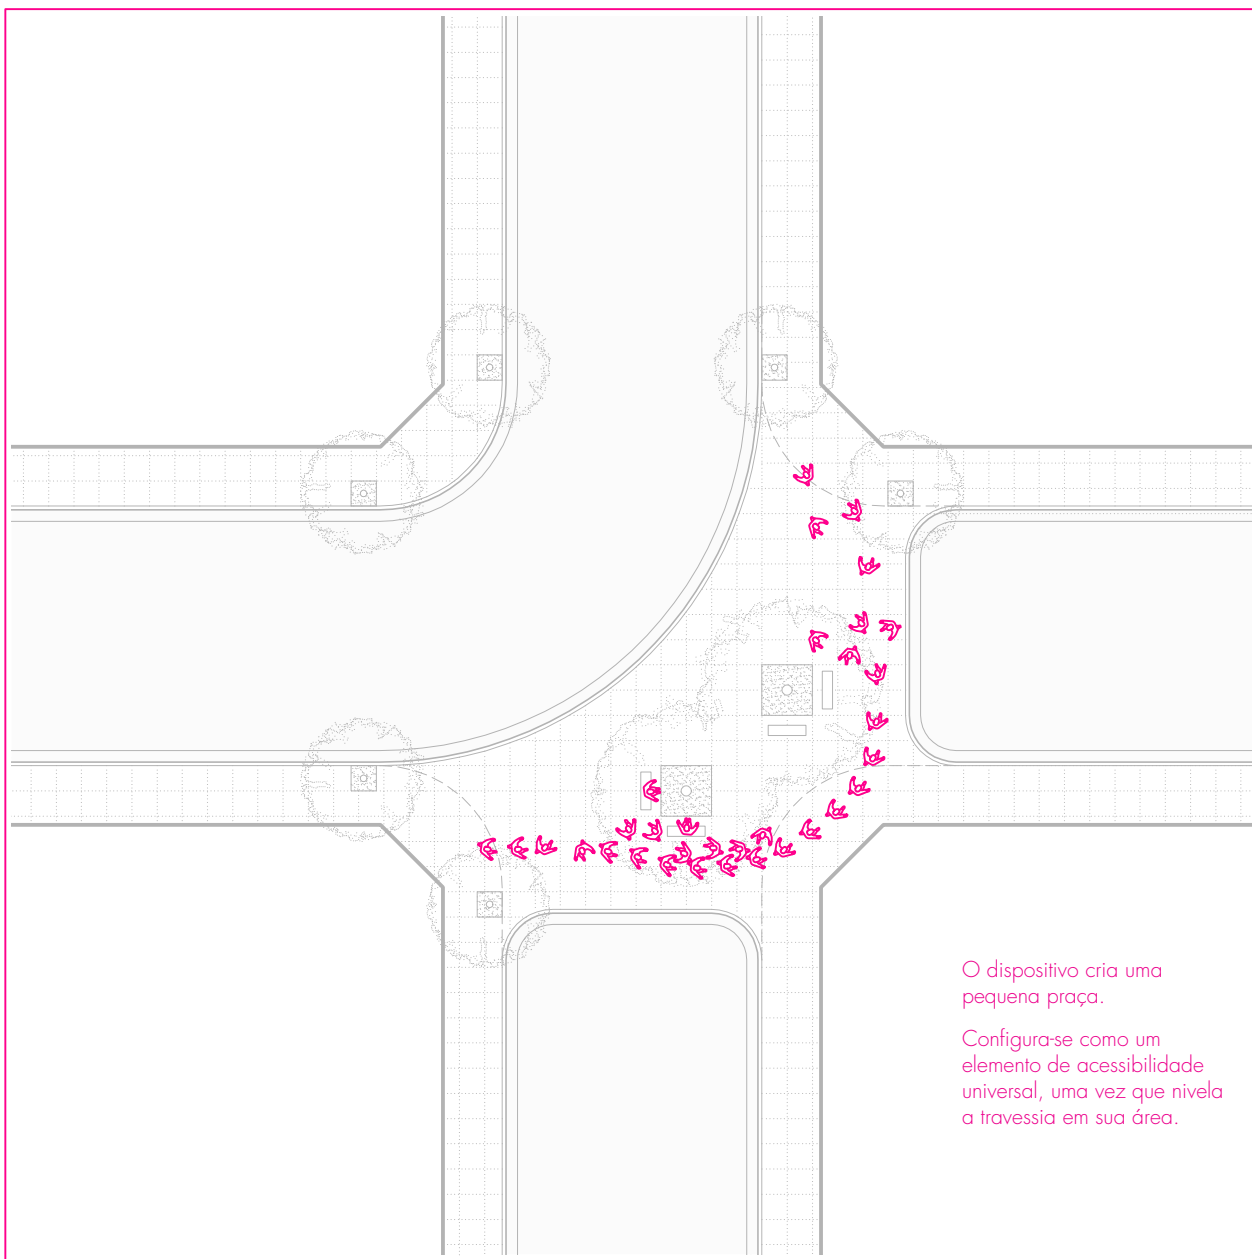 O dispositivo cria uma
pequena praça.
Configura-se como um
elemento de acessibilidade
universal, uma vez que nivela
a travessia em sua área.